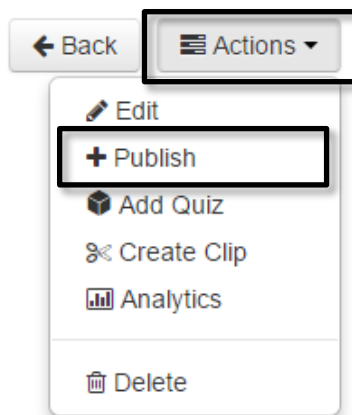 Back Actions
Edit
Publish
Add Quiz
Create Clip
Analytics
Delete